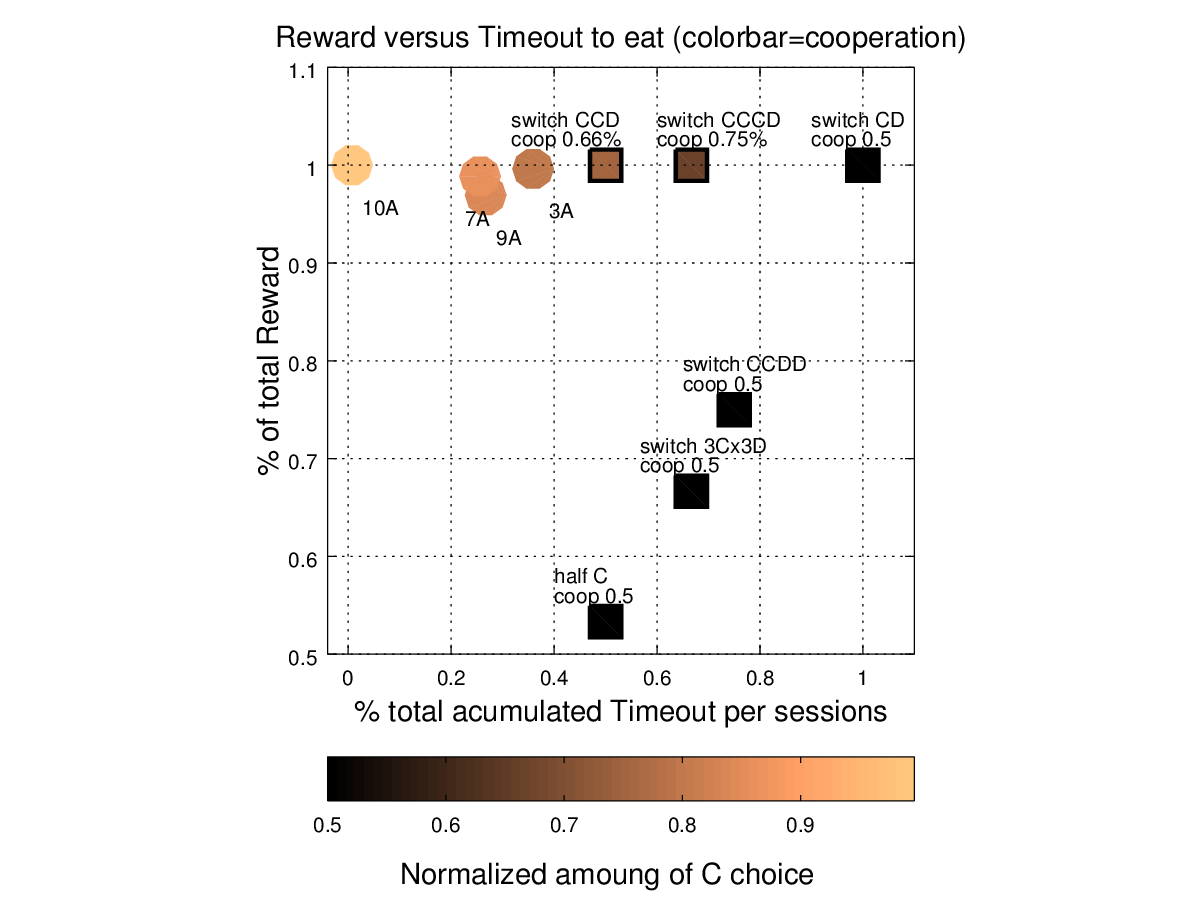 Reward versus Timeout to eat (colorbar=cooperation)
1.1
switch CCD
coop 0.66%
switch CCCD
coop 0.75%
switch CD
coop 0.5
1
10A
7A
9A
3A
0.9
% of total Reward
0.8
switch CCDD
coop 0.5
0.7
switch 3Cx3D
coop 0.5
0.6
half C
coop 0.5
0.5
0 0.2 0.4 0.6 0.8 1
% total acumulated Timeout per sessions
0.5 0.6 0.7 0.8 0.9
Normalized amoung of C choice